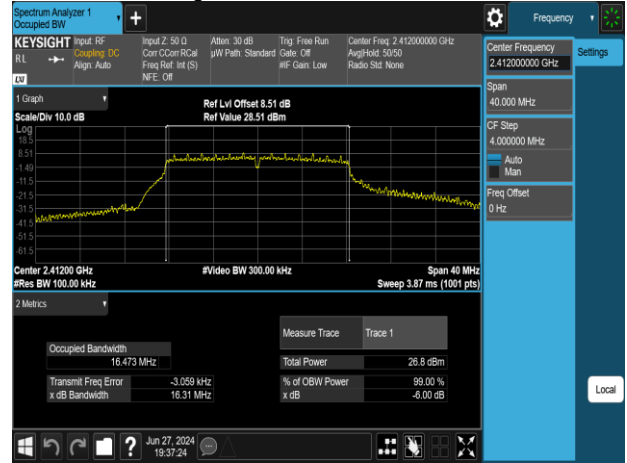 Spectrum Analyzer 1
Occupied BW
Frequency
KEYSIGHT
RL
LXI
Input: RF
Coupling: DC
Align: Auto
Input Z: 50 Ω
Corr CCorr RCal
Freq Ref: Int (S)
NFE: Off
Atten: 30 dB
µW Path: Standard
Trig: Free Run
Gate: Off
#IF Gain: Low
Center Freq: 2.412000000 GHz
Avg|Hold: 50/50
Radio Std: None
Center Frequency
2.412000000 GHz
Settings
Span
40.000 MHz
CF Step
4.000000 MHz
Auto
Man
Freq Offset
0 Hz
Local
1 Graph
Scale/Div 10.0 dB
Ref Lvl Offset 8.51 dB
Ref Value 28.51 dBm
Log
18.5
8.51
-1.49
-11.5
-21.5
-31.5
-41.5
-51.5
-61.5
Center 2.41200 GHz
#Video BW 300.00 kHz
Span 40 MHz
#Res BW 100.00 kHz
Sweep 3.87 ms (1001 pts)
2 Metrics
Measure Trace Trace 1
Occupied Bandwidth
16.473 MHz
Total Power 26.8 dBm
Transmit Freq Error -3.059 kHz
% of OBW Power 99.00 %
x dB Bandwidth 16.31 MHz
x dB -6.00 dB
?
Jun 27, 2024
19:37:24